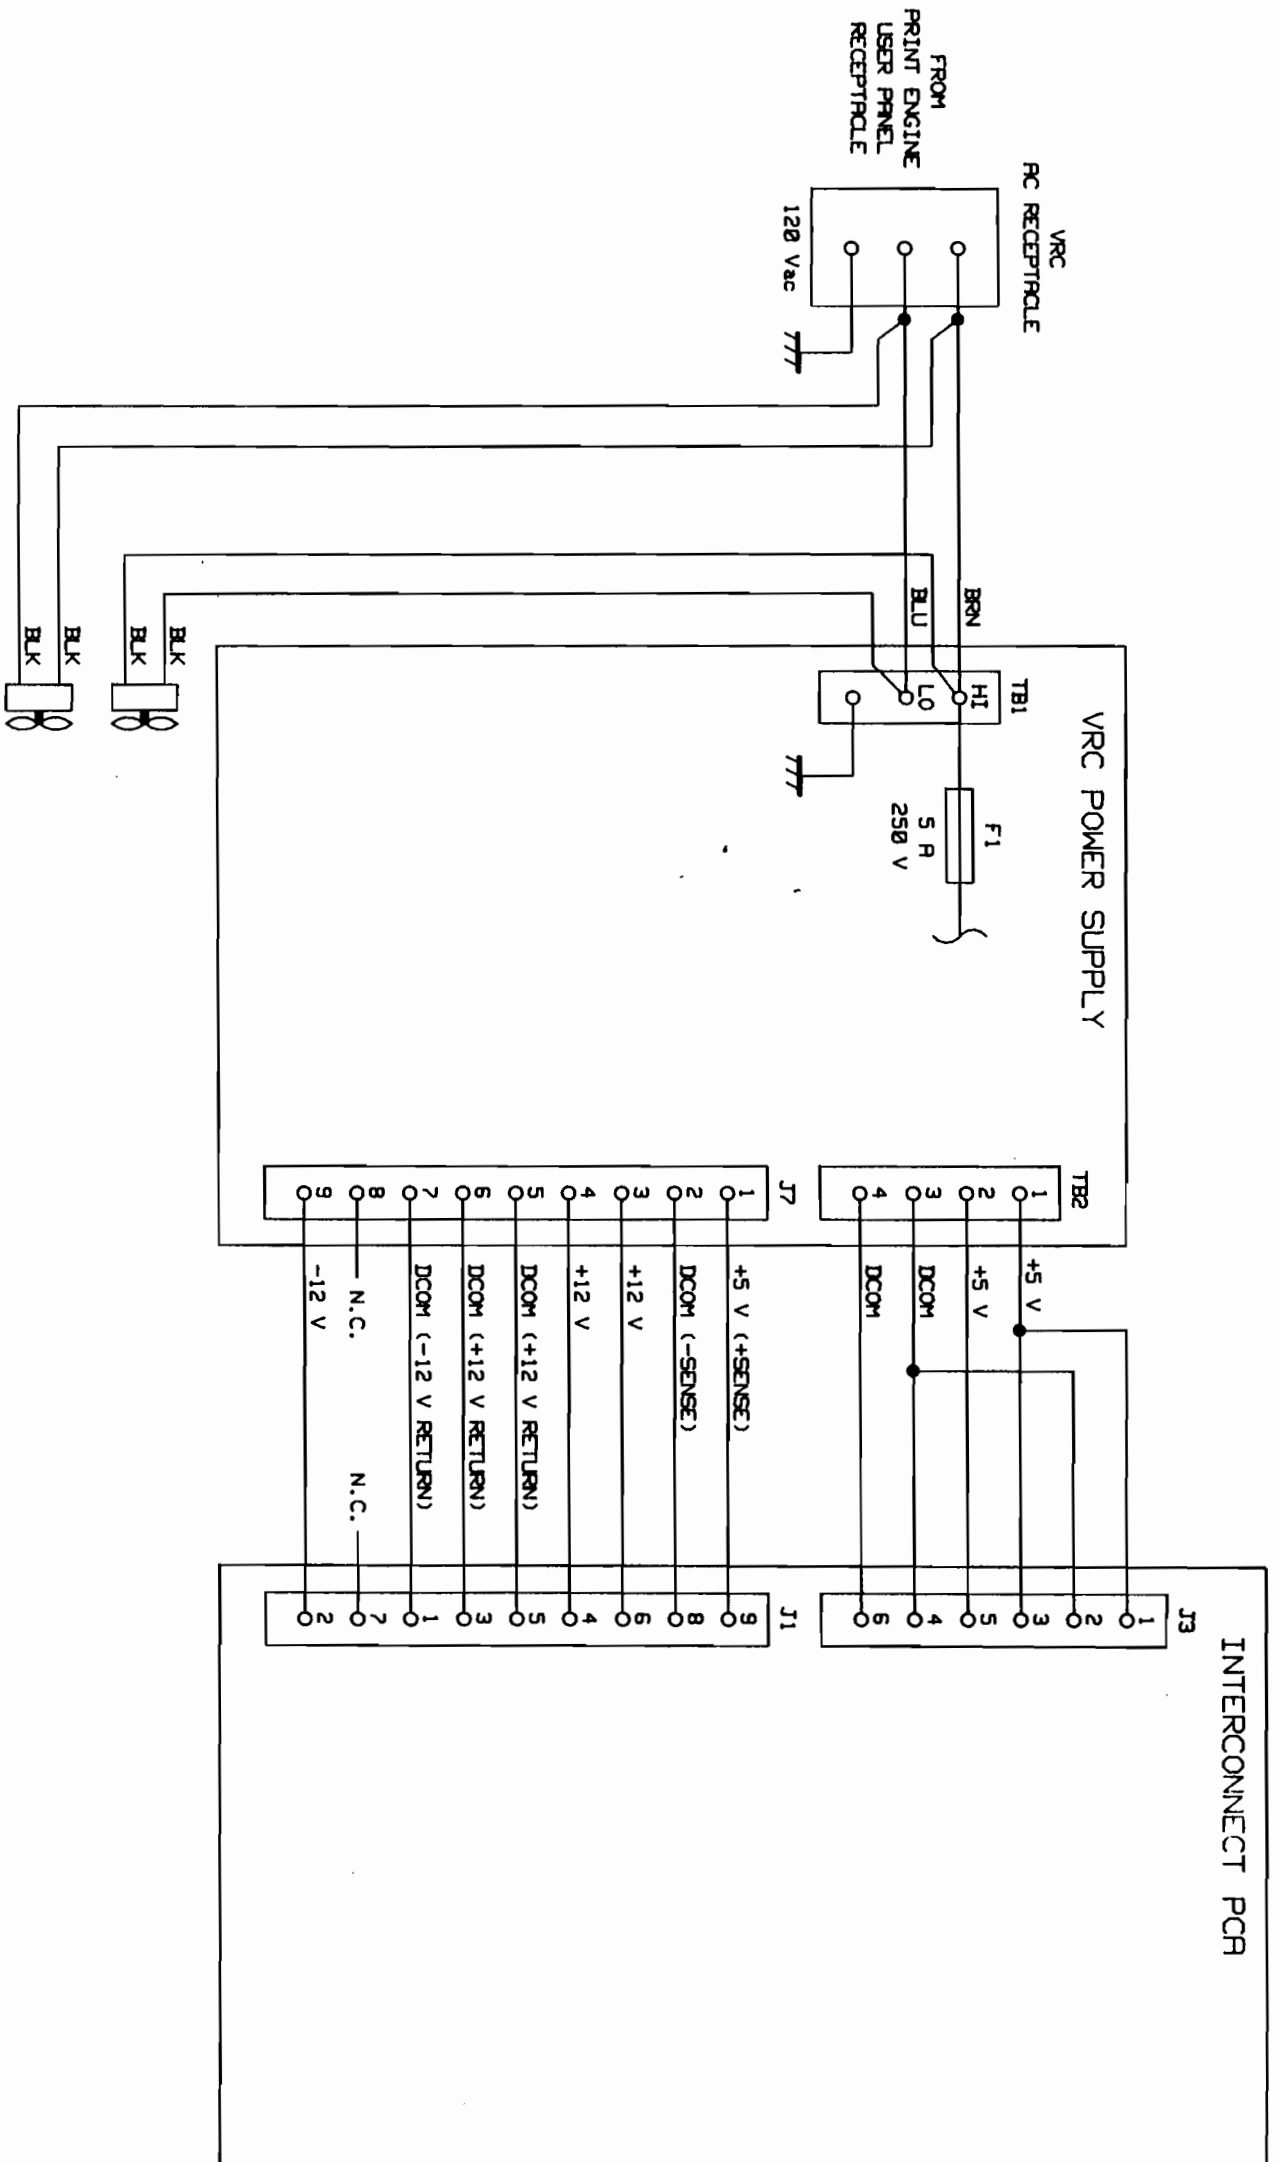 VRC
AC RECEPTACLE
FROM
PRINT ENGINE
USER PANEL
RECEPTACLE
120 Vac
BRN
BLU
BLK
BLK
BLK
BLK
VRC POWER SUPPLY
TB1
HI
LO
F1
5 A
250 V
TB2
1
2
3
4
+5 V
+5 V
DCOM
DCOM
J7
1
2
3
4
5
6
7
8
9
+5 V (+SENSE)
DCOM (-SENSE)
+12 V
+12 V
DCOM (+12 V RETURN)
DCOM (+12 V RETURN)
DCOM (-12 V RETURN)
N.C.
N.C.
-12 V
INTERCONNECT PCA
J3
1
2
3
5
4
6
J1
9
8
6
4
5
3
1
7
2